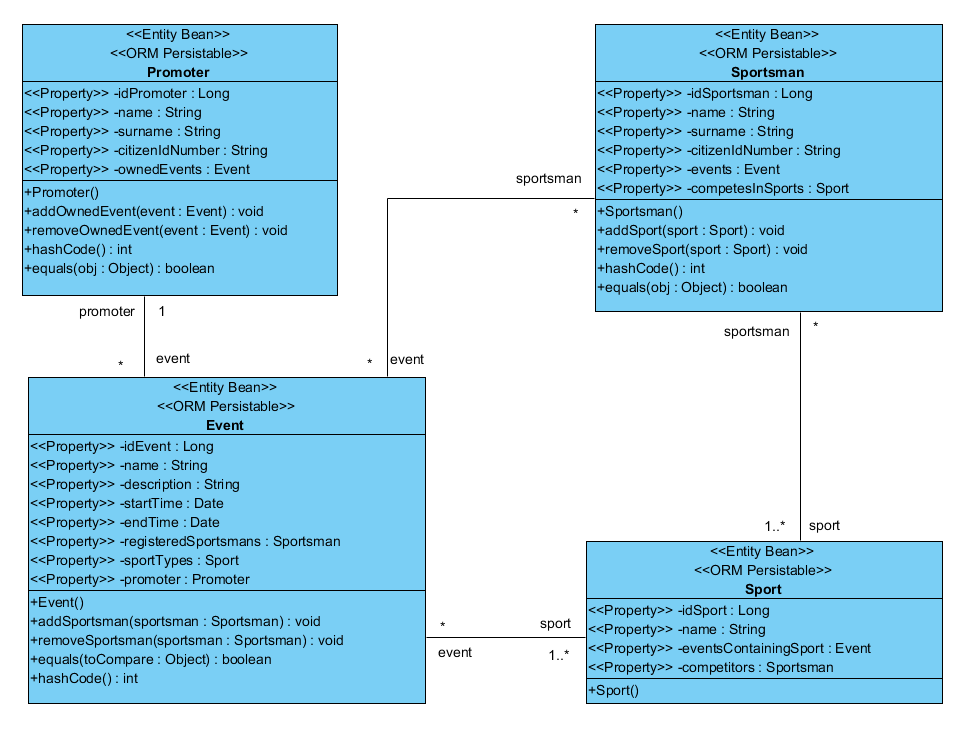 <<Entity Bean>>
<<ORM Persistable>>
Promoter
<<Property>> -idPromoter : Long
<<Property>> -name : String
<<Property>> -surname : String
<<Property>> -citizenIdNumber : String
<<Property>> -ownedEvents : Event
+Promoter()
+addOwnedEvent(event : Event) : void
+removeOwnedEvent(event : Event) : void
+hashCode() : int
+equals(obj : Object) : boolean
<<Entity Bean>>
<<ORM Persistable>>
Sportsman
<<Property>> -idSportsman : Long
<<Property>> -name : String
<<Property>> -surname : String
<<Property>> -citizenIdNumber : String
<<Property>> -events : Event
<<Property>> -competesInSports : Sport
+Sportsman()
+addSport(sport : Sport) : void
+removeSport(sport : Sport) : void
+hashCode() : int
+equals(obj : Object) : boolean
sportsman
*
promoter 1
* event
* event
sportsman *
1..* sport
<<Entity Bean>>
<<ORM Persistable>>
Event
<<Property>> -idEvent : Long
<<Property>> -name : String
<<Property>> -description : String
<<Property>> -startTime : Date
<<Property>> -endTime : Date
<<Property>> -registeredSportsmans : Sportsman
<<Property>> -sportTypes : Sport
<<Property>> -promoter : Promoter
+Event()
+addSportsman(sportsman : Sportsman) : void
+removeSportsman(sportsman : Sportsman) : void
+equals(toCompare : Object) : boolean
+hashCode() : int
* sport
event 1..*
<<Entity Bean>>
<<ORM Persistable>>
Sport
<<Property>> -idSport : Long
<<Property>> -name : String
<<Property>> -eventsContainingSport : Event
<<Property>> -competitors : Sportsman
+Sport()